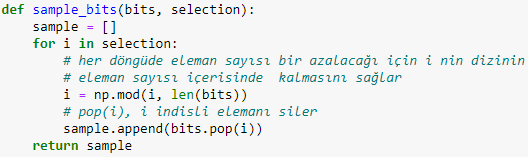 def sample_bits(bits, selection):
    sample = []
    for i in selection:
        # her döngüde eleman sayısı bir azalacağı için i nin dizinin
        # eleman sayısı içerisinde  kalmasını sağlar
        i = np.mod(i, len(bits))
        # pop(i), i indisli elemanı siler
        sample.append(bits.pop(i))
    return sample